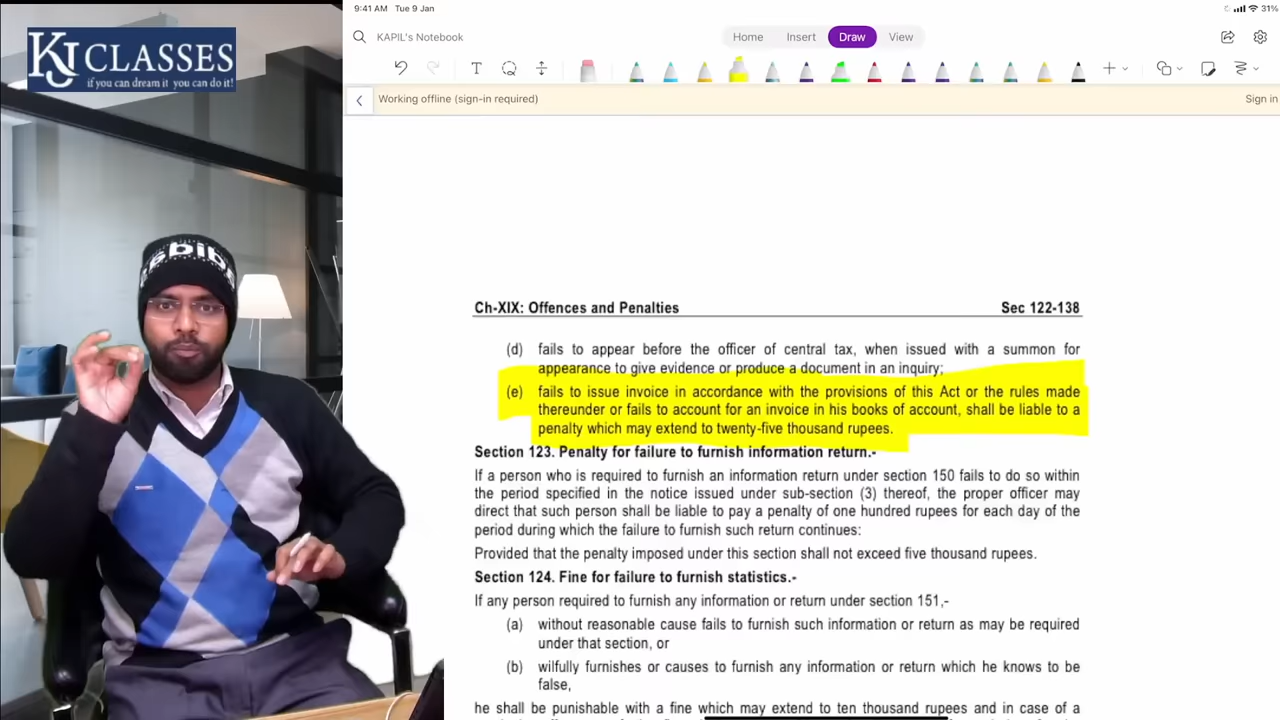 KJ CLASSES
if you can dream it you can do it!
9:41 AM Tue 9 Jan
31%
KAPIL's Notebook
Home Insert Draw View
Working offline (sign-in required)
Sign in
Ch-XIX: Offences and Penalties Sec 122-138
(d) fails to appear before the officer of central tax, when issued with a summon for
appearance to give evidence or produce a document in an inquiry;
(e) fails to issue invoice in accordance with the provisions of this Act or the rules made
thereunder or fails to account for an invoice in his books of account, shall be liable to a
penalty which may extend to twenty-five thousand rupees.
Section 123. Penalty for failure to furnish information return.-
If a person who is required to furnish an information return under section 150 fails to do so within
the period specified in the notice issued under sub-section (3) thereof, the proper officer may
direct that such person shall be liable to pay a penalty of one hundred rupees for each day of the
period during which the failure to furnish such return continues:
Provided that the penalty imposed under this section shall not exceed five thousand rupees.
Section 124. Fine for failure to furnish statistics.-
If any person required to furnish any information or return under section 151,-
(a) without reasonable cause fails to furnish such information or return as may be required
under that section, or
(b) wilfully furnishes or causes to furnish any information or return which he knows to be
false,
he shall be punishable with a fine which may extend to ten thousand rupees and in case of a